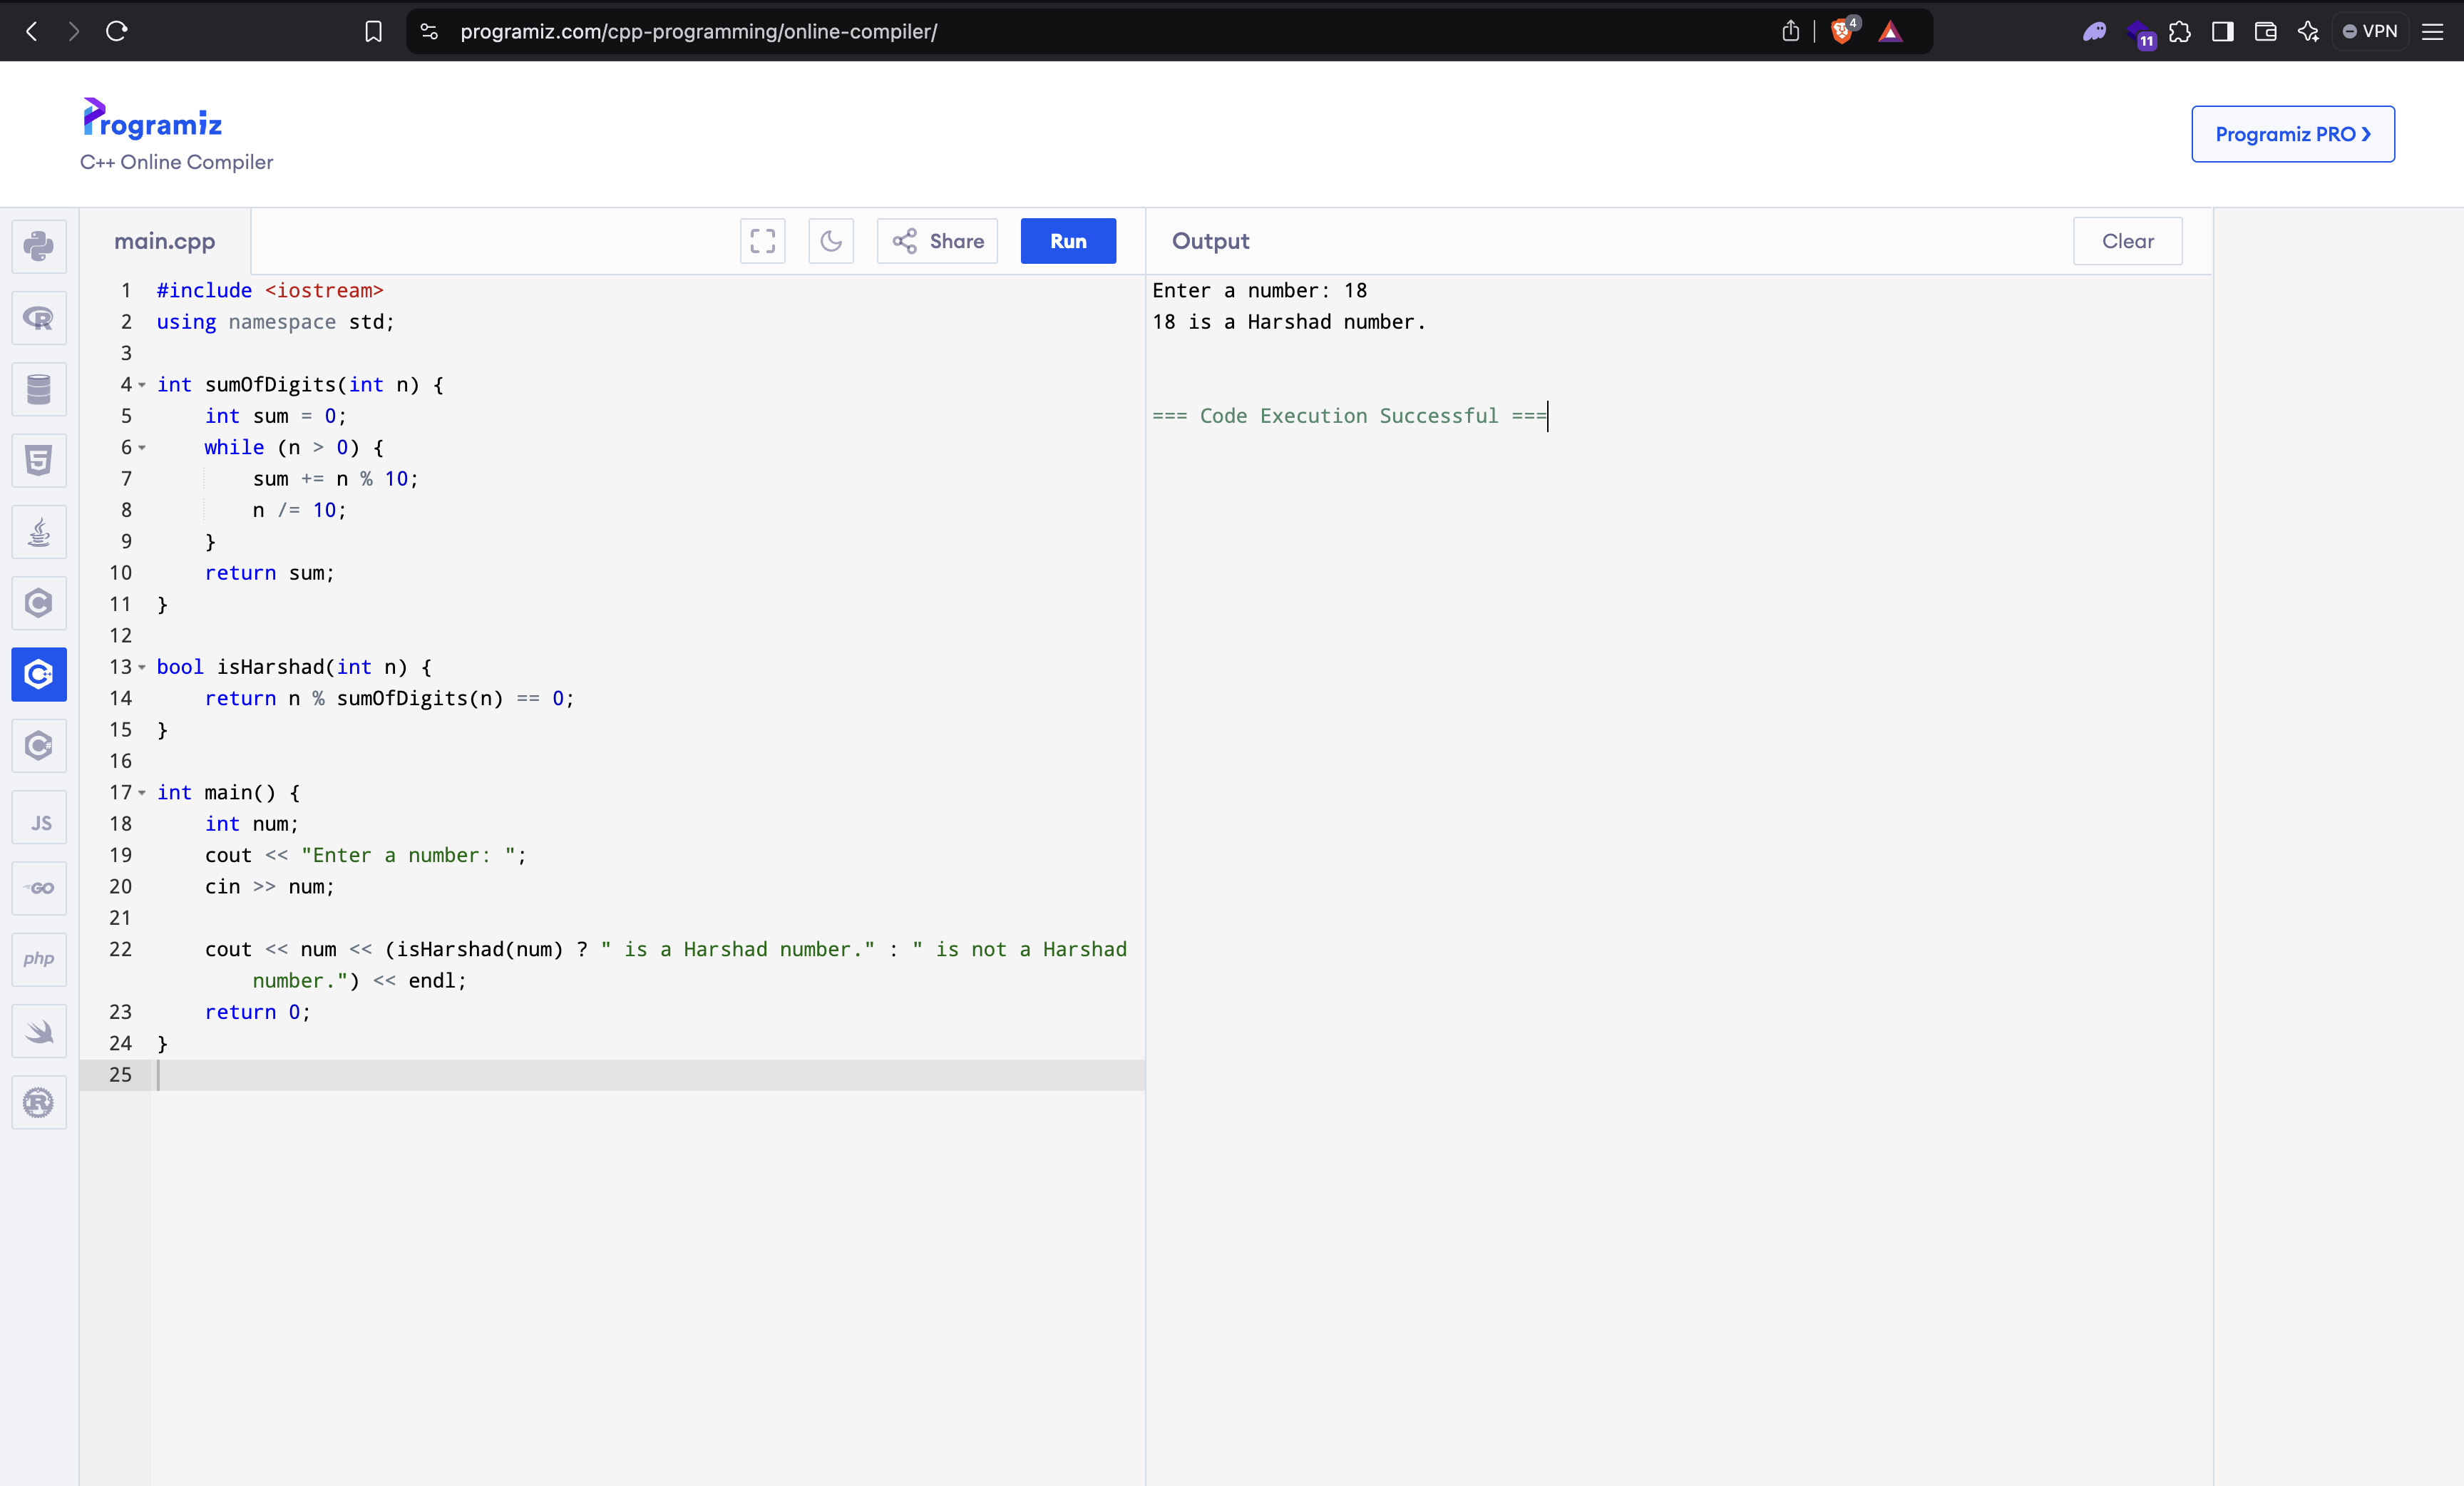 programiz.com/cpp-programming/online-compiler/
4
11
VPN
Programiz
C++ Online Compiler
Programiz PRO ❯
main.cpp
Share
Run
Output
Clear
1 #include <iostream>
2 using namespace std;
3
4 int sumOfDigits(int n) {
5     int sum = 0;
6     while (n > 0) {
7         sum += n % 10;
8         n /= 10;
9     }
10     return sum;
11 }
12
13 bool isHarshad(int n) {
14     return n % sumOfDigits(n) == 0;
15 }
16
17 int main() {
18     int num;
19     cout << "Enter a number: ";
20     cin >> num;
21
22     cout << num << (isHarshad(num) ? " is a Harshad number." : " is not a Harshad
number.") << endl;
23     return 0;
24 }
25
Enter a number: 18
18 is a Harshad number.
=== Code Execution Successful ===
R
5
C
C++
C#
JS
GO
php
R